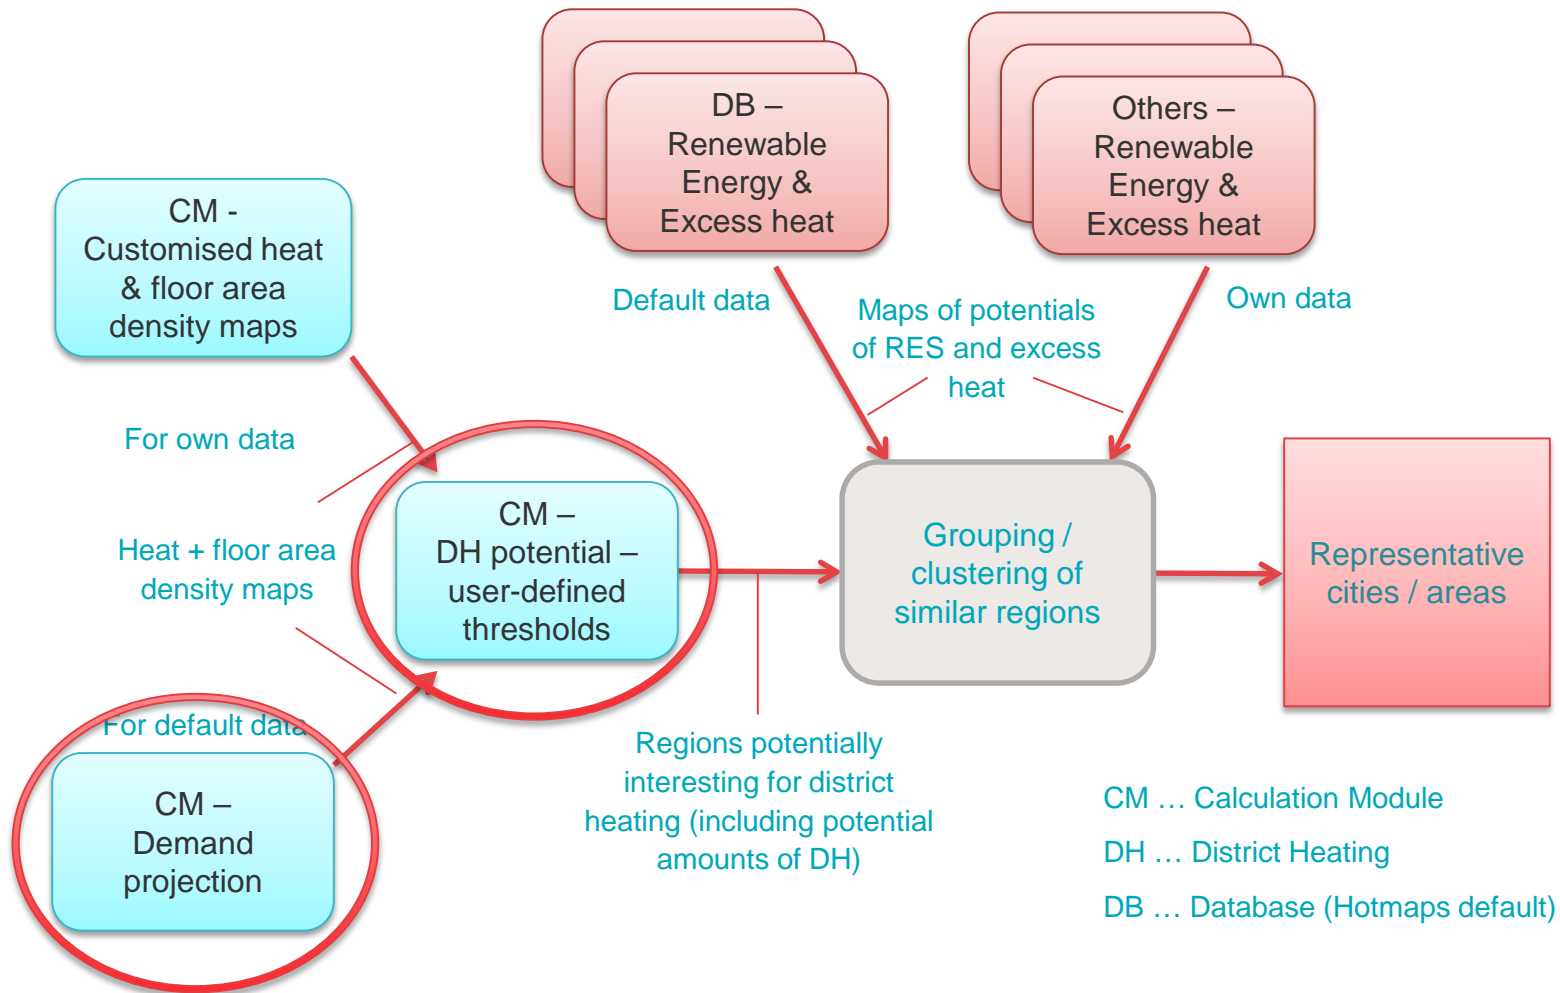 DB –
Renewable
Energy &
Excess heat
Others –
Renewable
Energy &
Excess heat
CM -
Customised heat
& floor area
density maps
Default data
Maps of potentials
of RES and excess
heat
Own data
For own data
Heat + floor area
density maps
CM –
DH potential –
user-defined
thresholds
Grouping /
clustering of
similar regions
Representative
cities / areas
For default data
CM –
Demand
projection
Regions potentially
interesting for district
heating (including potential
amounts of DH)
CM … Calculation Module
DH … District Heating
DB … Database (Hotmaps default)